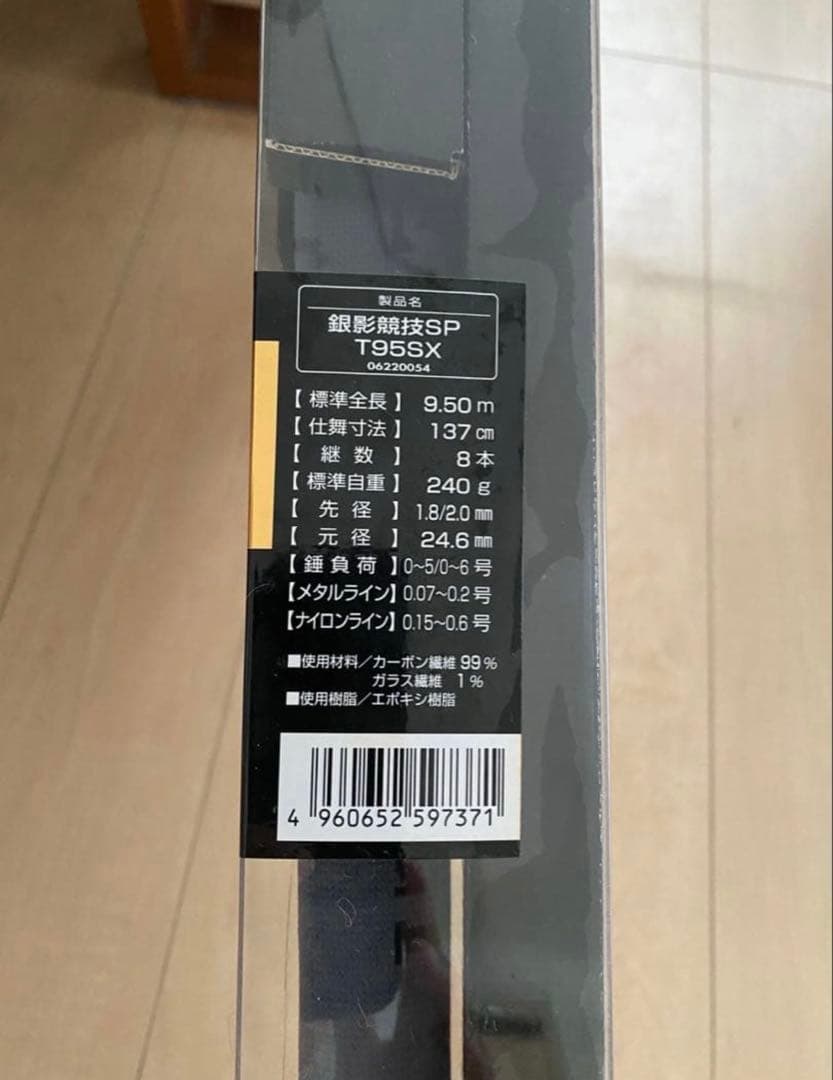 製品名
銀影競技SP
T95SX
06220054
【標準全長】 9.50m
【仕舞寸法】 137cm
【継数】 8本
【標準自重】 240g
【先径】 1.8/2.0mm
【元径】 24.6mm
【錘負荷】0~5/0~6号
【メタルライン】0.07~0.2号
【ナイロンライン】0.15~0.6号
■使用材料/カーボン繊維99%
ガラス繊維 1%
■使用樹脂/エポキシ樹脂
4 960652 597371